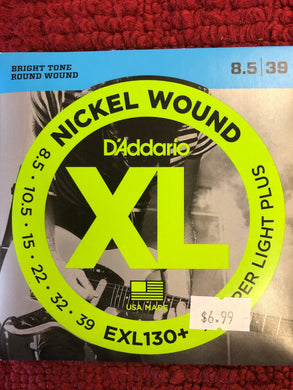 BRIGHT TONE
ROUND WOUND
8.5 | 39
NICKEL WOUND
8.5 · 10.5 · 15 · 22 · 32 · 39
D'Addario
XL
USA MADE
EXL130+
PER LIGHT PLUS
$6.99